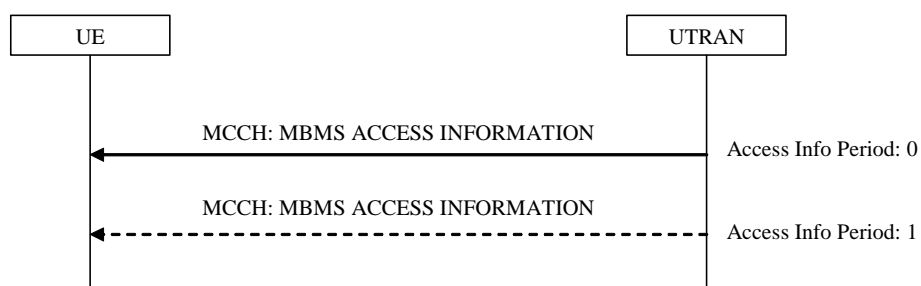 UE
UTRAN
MCCH: MBMS ACCESS INFORMATION
Access Info Period: 0
MCCH: MBMS ACCESS INFORMATION
Access Info Period: 1